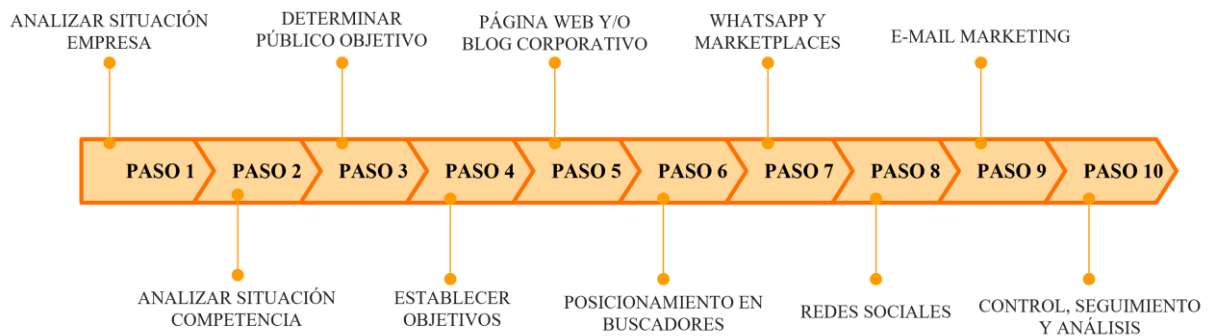 ANALIZAR SITUACIÓN
EMPRESA
DETERMINAR
PÚBLICO OBJETIVO
PÁGINA WEB Y/O
BLOG CORPORATIVO
WHATSAPP Y
MARKETPLACES
E-MAIL MARKETING
PASO 1
PASO 2
PASO 3
PASO 4
PASO 5
PASO 6
PASO 7
PASO 8
PASO 9
PASO 10
ANALIZAR SITUACIÓN
COMPETENCIA
ESTABLECER
OBJETIVOS
POSICIONAMIENTO EN
BUSCADORES
REDES SOCIALES
CONTROL, SEGUIMIENTO
Y ANÁLISIS